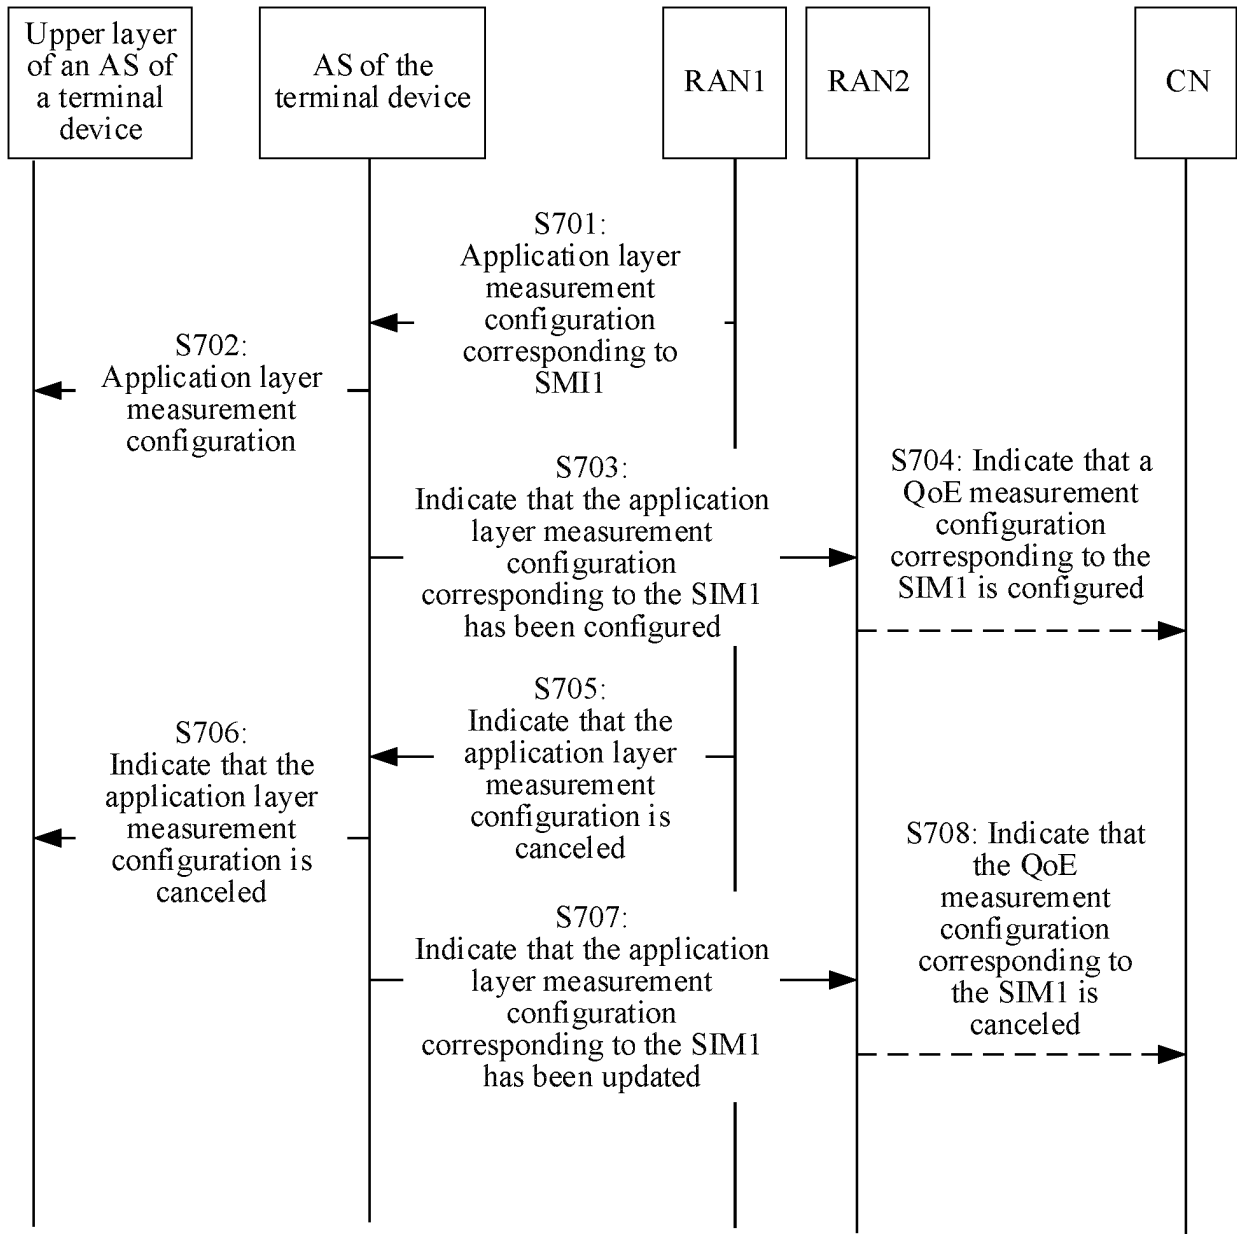 Upper layer
of an AS of
a terminal
device
AS of the
terminal device
RAN1
RAN2
CN
S701:
Application layer
measurement
configuration
corresponding to
SMI1
S702:
Application layer
measurement
configuration
S703:
Indicate that the application
layer measurement
configuration
corresponding to the SIM1
has been configured
S704: Indicate that a
QoE measurement
configuration
corresponding to the
SIM1 is configured
S705:
Indicate that the
application layer
measurement
configuration is
canceled
S706:
Indicate that the
application layer
measurement
configuration is
canceled
S707:
Indicate that the application
layer measurement
configuration
corresponding to the SIM1
has been updated
S708: Indicate that
the QoE
measurement
configuration
corresponding to
the SIM1 is
canceled